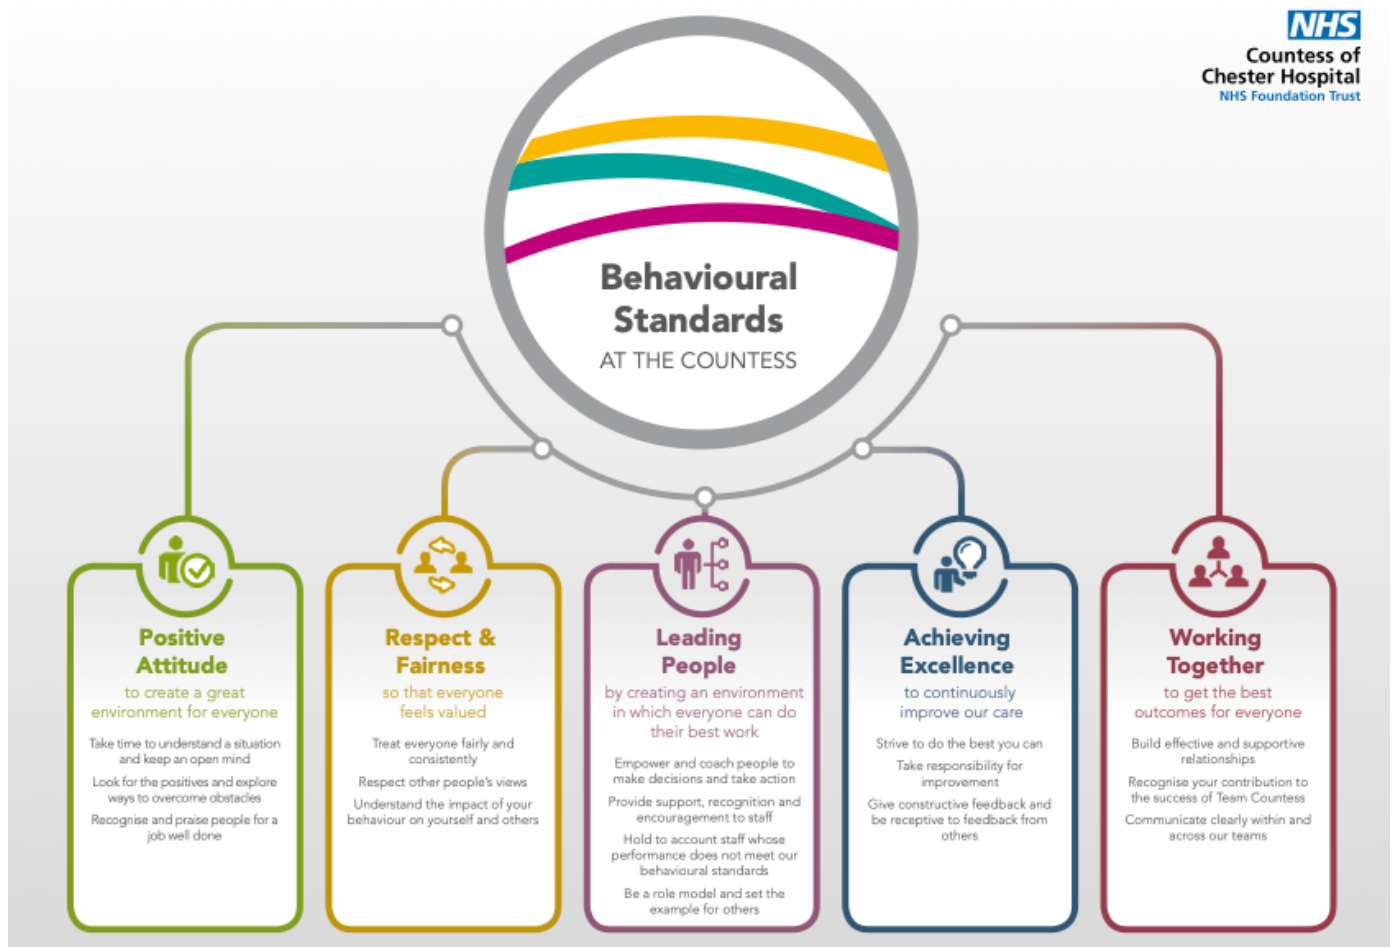 NHS
Countess of
Chester Hospital
NHS Foundation Trust
Behavioural
Standards
AT THE COUNTESS
Positive
Attitude
to create a great
environment for everyone
Take time to understand a situation
and keep an open mind
Look for the positives and explore
ways to overcome obstacles
Recognise and praise people for a
job well done
Respect &
Fairness
so that everyone
feels valued
Treat everyone fairly and
consistently
Respect other people's views
Understand the impact of your
behaviour on yourself and others
Leading
People
by creating an environment
in which everyone can do
their best work
Empower and coach people to
make decisions and take action
Provide support, recognition and
encouragement to staff
Hold to account staff whose
performance does not meet our
behavioural standards
Be a role model and set the
example for others
Achieving
Excellence
to continuously
improve our care
Strive to do the best you can
Take responsibility for
improvement
Give constructive feedback and
be receptive to feedback from
others
Working
Together
to get the best
outcomes for everyone
Build effective and supportive
relationships
Recognise your contribution to
the success of Team Countess
Communicate clearly within and
across our teams